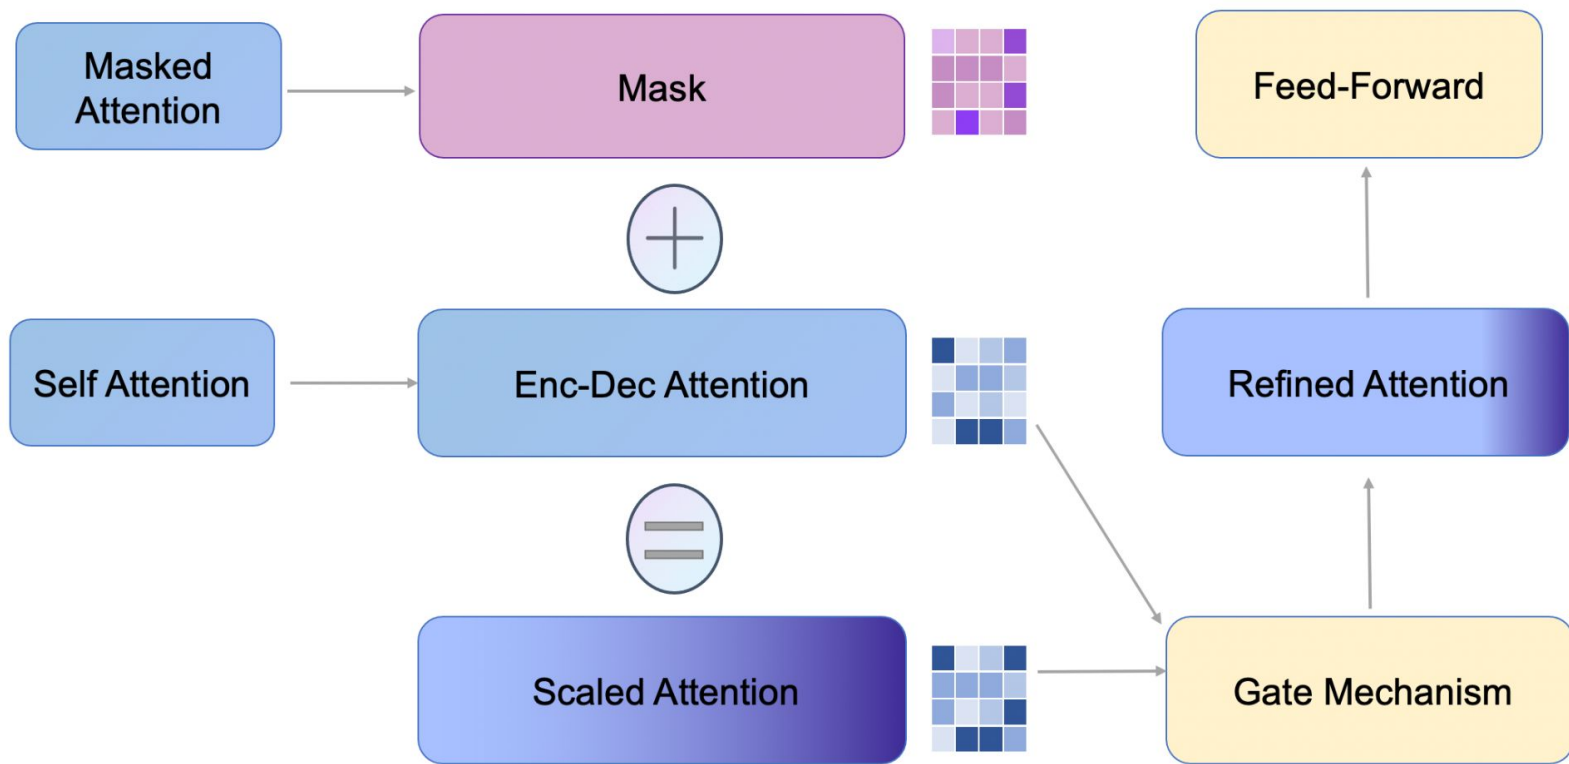 Masked
Attention
Mask
Feed-Forward
Self Attention
Enc-Dec Attention
Refined Attention
Scaled Attention
Gate Mechanism